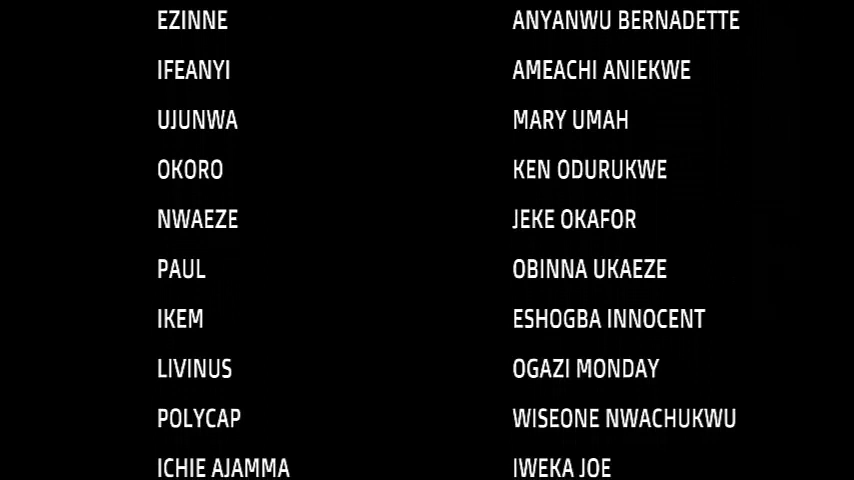 EZINNE ANYANWU BERNADETTE
IFEANYI AMEACHI ANIEKWE
UJUNWA MARY UMAH
OKORO KEN ODURUKWE
NWAEZE JEKE OKAFOR
PAUL OBINNA UKAEZE
IKEM ESHOGBA INNOCENT
LIVINUS OGAZI MONDAY
POLYCAP WISEONE NWACHUKWU
ICHIE AJAMMA IWEKA JOE